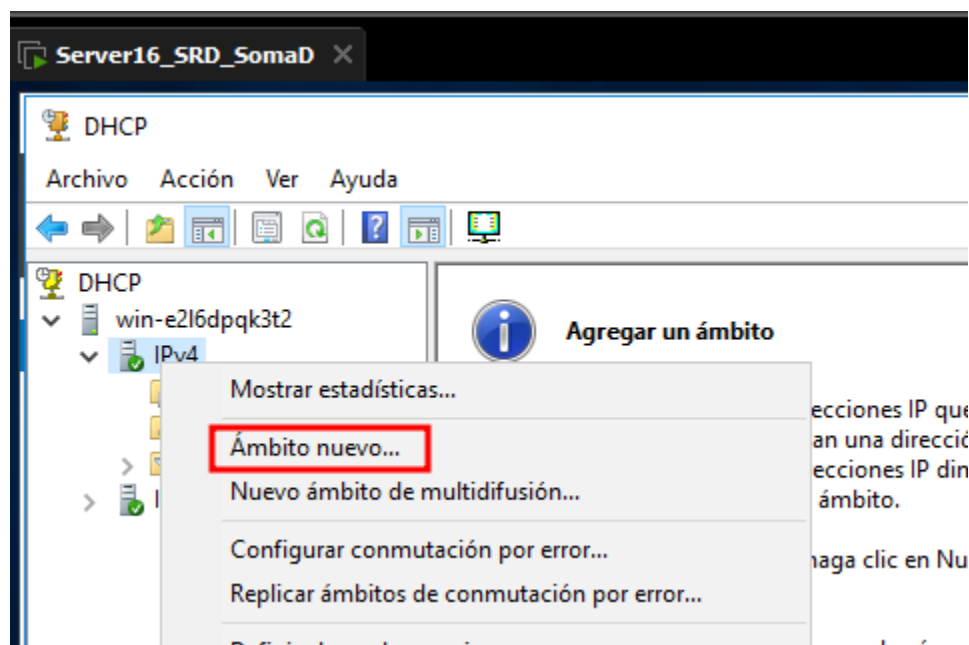 Server16_SRD_SomaD
DHCP
Archivo Acción Ver Ayuda
DHCP
win-e2l6dpqk3t2
IPv4
Agregar un ámbito
Mostrar estadísticas...
Ámbito nuevo...
Nuevo ámbito de multidifusión...
Configurar conmutación por error...
Replicar ámbitos de conmutación por error...
ecciones IP que
an una direcció
ecciones IP din
ámbito.
haga clic en Nu